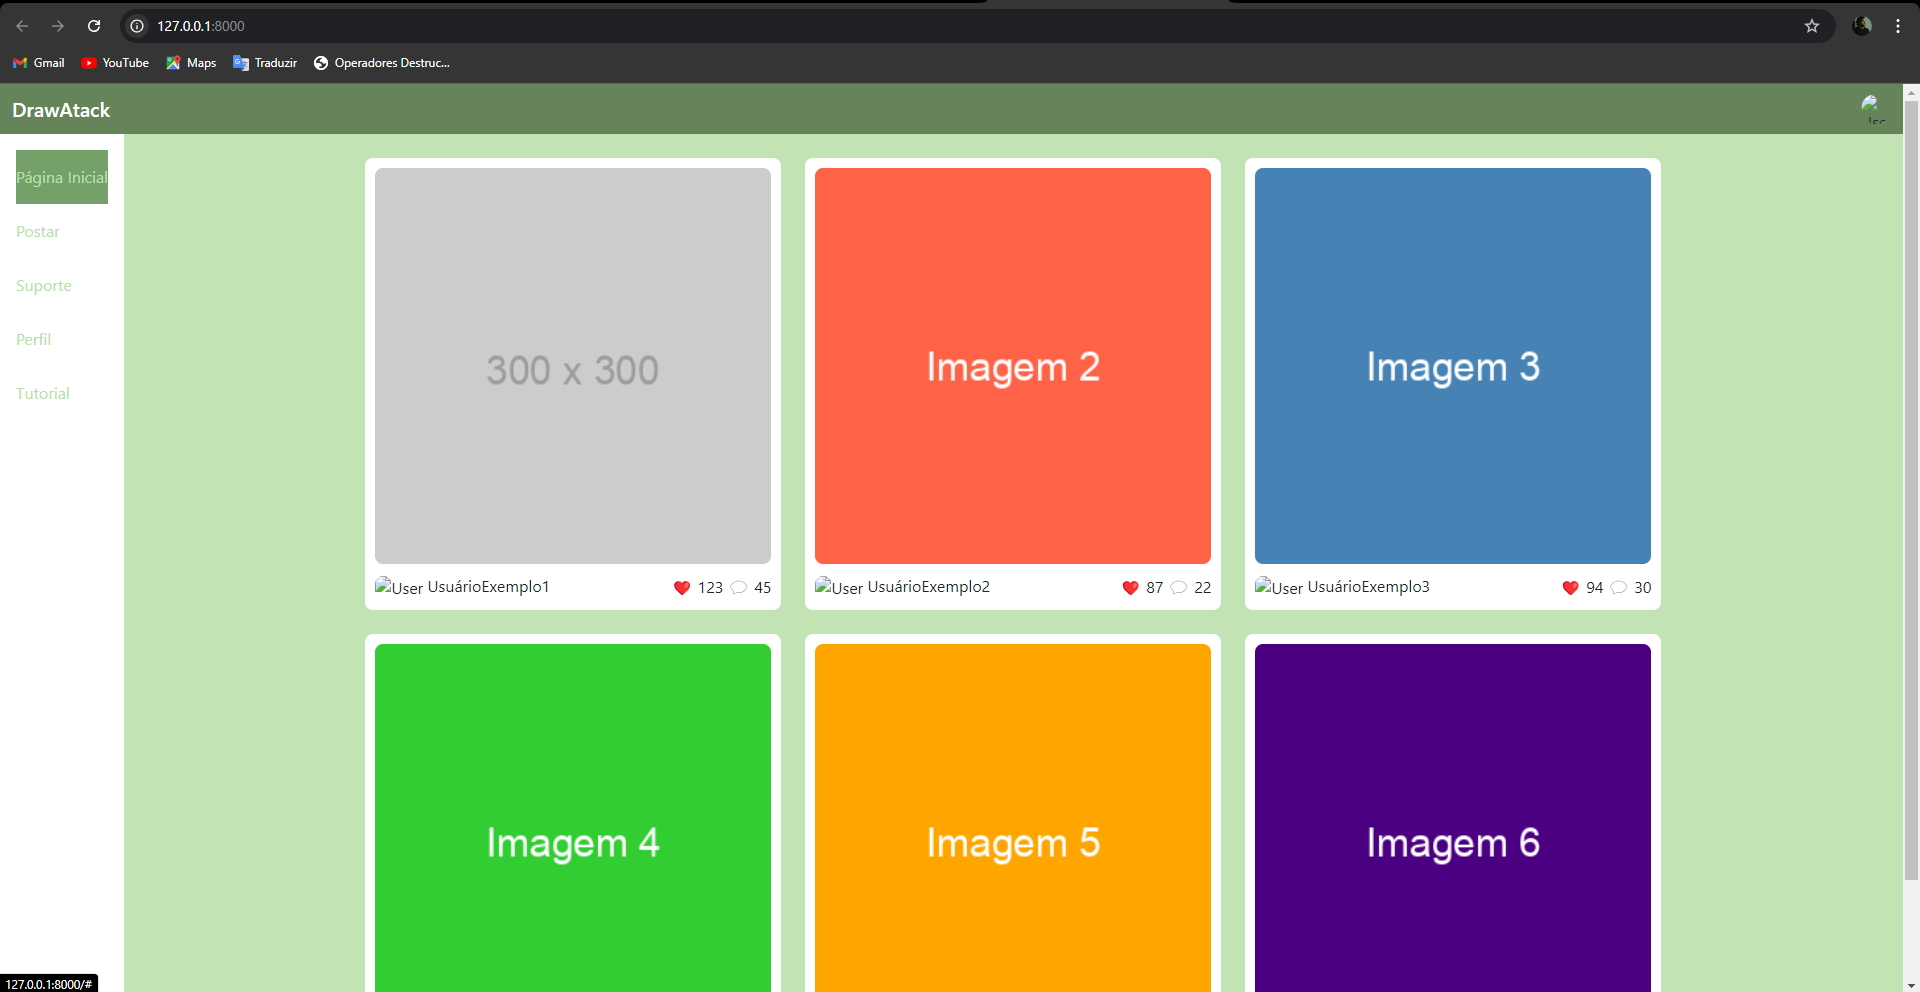 127.0.0.1:8000
Gmail YouTube Maps Traduzir Operadores Destruc...
DrawAtack
Página Inicial
Postar
Suporte
Perfil
Tutorial
300 x 300
Imagem 2
Imagem 3
User UsuárioExemplo1 ❤️ 123 💬 45
User UsuárioExemplo2 ❤️ 87 💬 22
User UsuárioExemplo3 ❤️ 94 💬 30
Imagem 4
Imagem 5
Imagem 6
127.0.0.1:8000/#